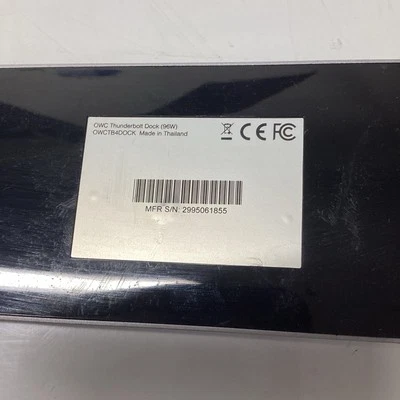 OWC Thunderbolt Dock (96W)
OWCTB4DOCK Made in Thailand
CE FC
MFR S/N: 2995061855